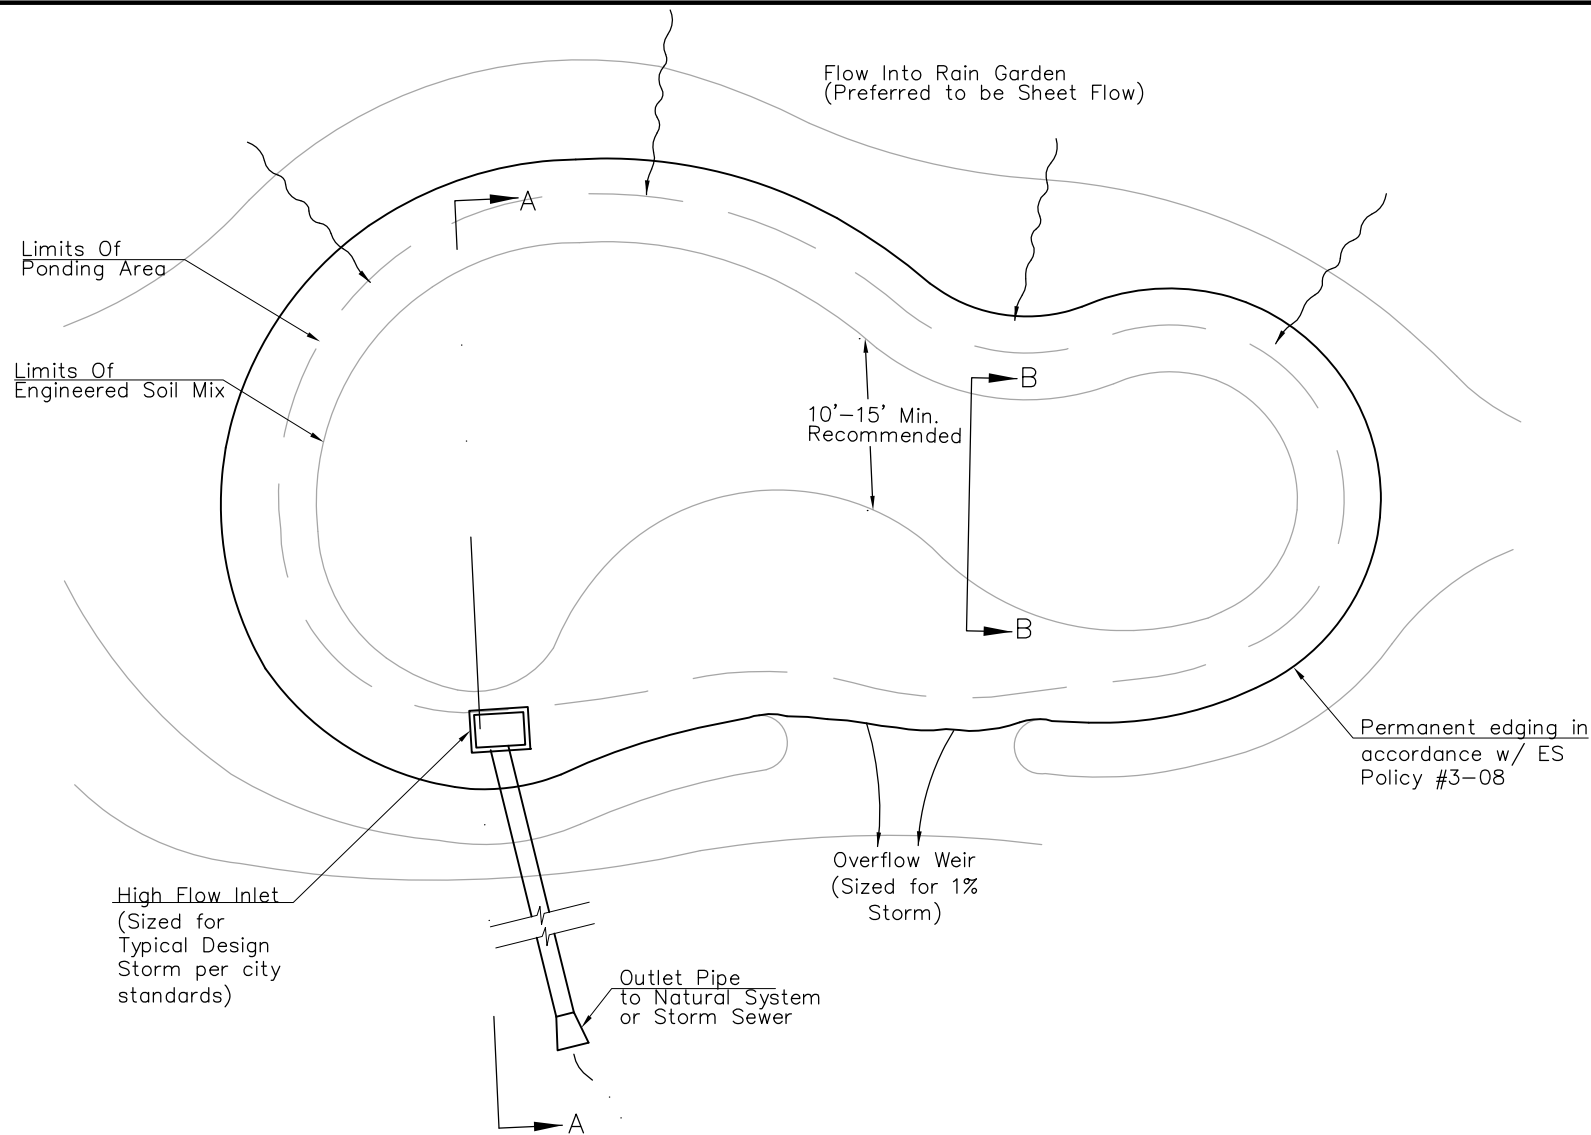 Flow Into Rain Garden
(Preferred to be Sheet Flow)
A
Limits Of
Ponding Area
Limits Of
Engineered Soil Mix
B
10'-15' Min.
Recommended
B
Permanent edging in
accordance w/ ES
Policy #3-08
Overflow Weir
(Sized for 1%
Storm)
High Flow Inlet
(Sized for
Typical Design
Storm per city
standards)
Outlet Pipe
to Natural System
or Storm Sewer
A